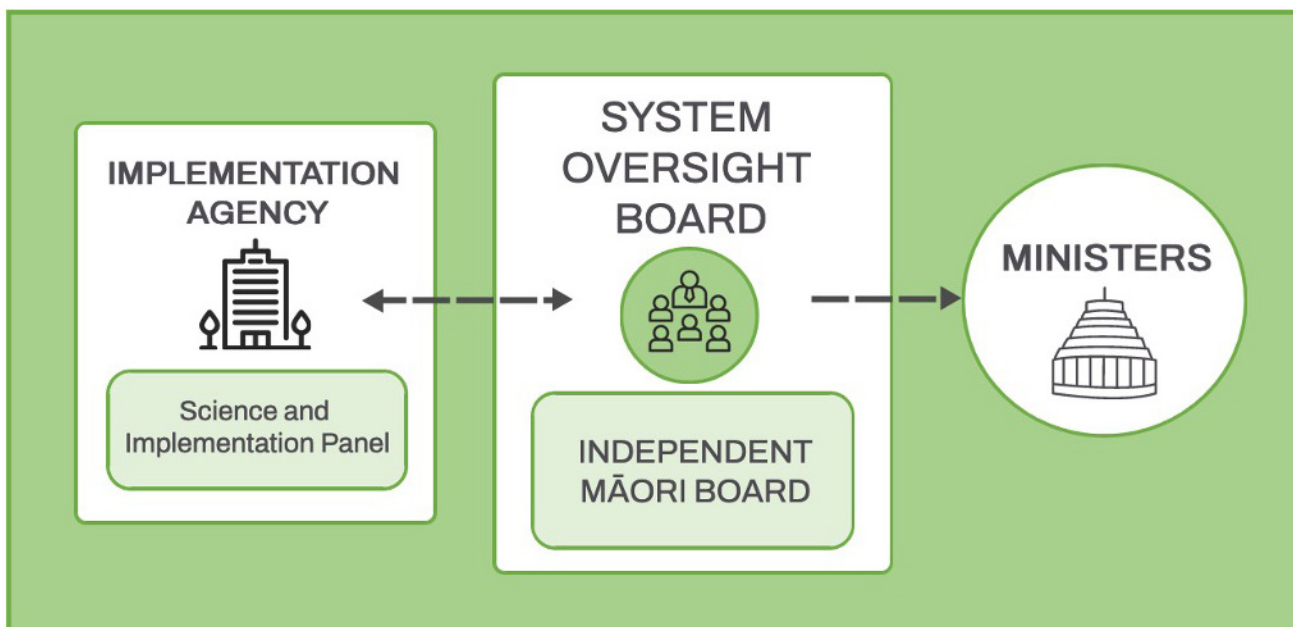 IMPLEMENTATION
AGENCY
Science and
Implementation Panel
SYSTEM
OVERSIGHT
BOARD
INDEPENDENT
MĀORI BOARD
MINISTERS